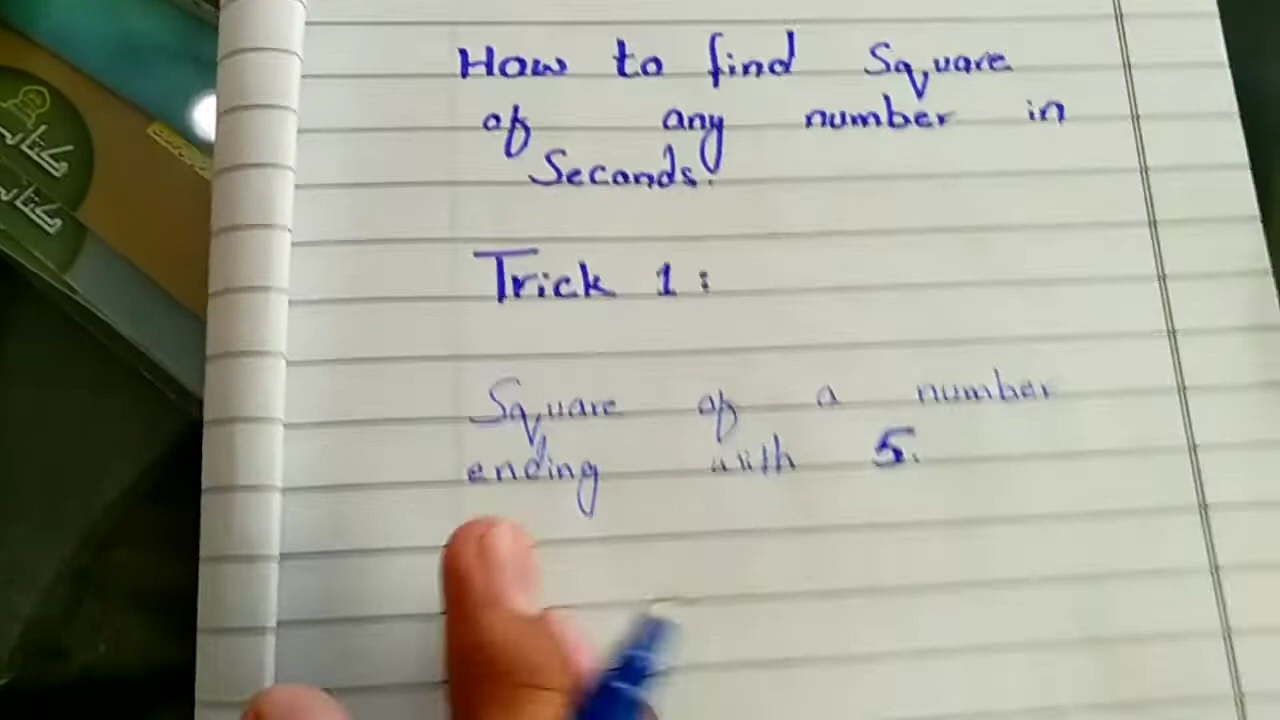 How to find Square
of any number in
Seconds.
Trick 1:
Square of a number
ending with 5.